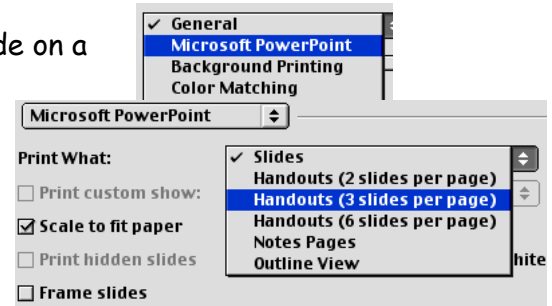 ✓ General
de on a
Microsoft PowerPoint
Background Printing
Color Matching
Microsoft PowerPoint
Print What:
✓ Slides
Handouts (2 slides per page)
Print custom show:
Handouts (3 slides per page)
Scale to fit paper
Handouts (6 slides per page)
Notes Pages
Print hidden slides
Outline View
hite
Frame slides